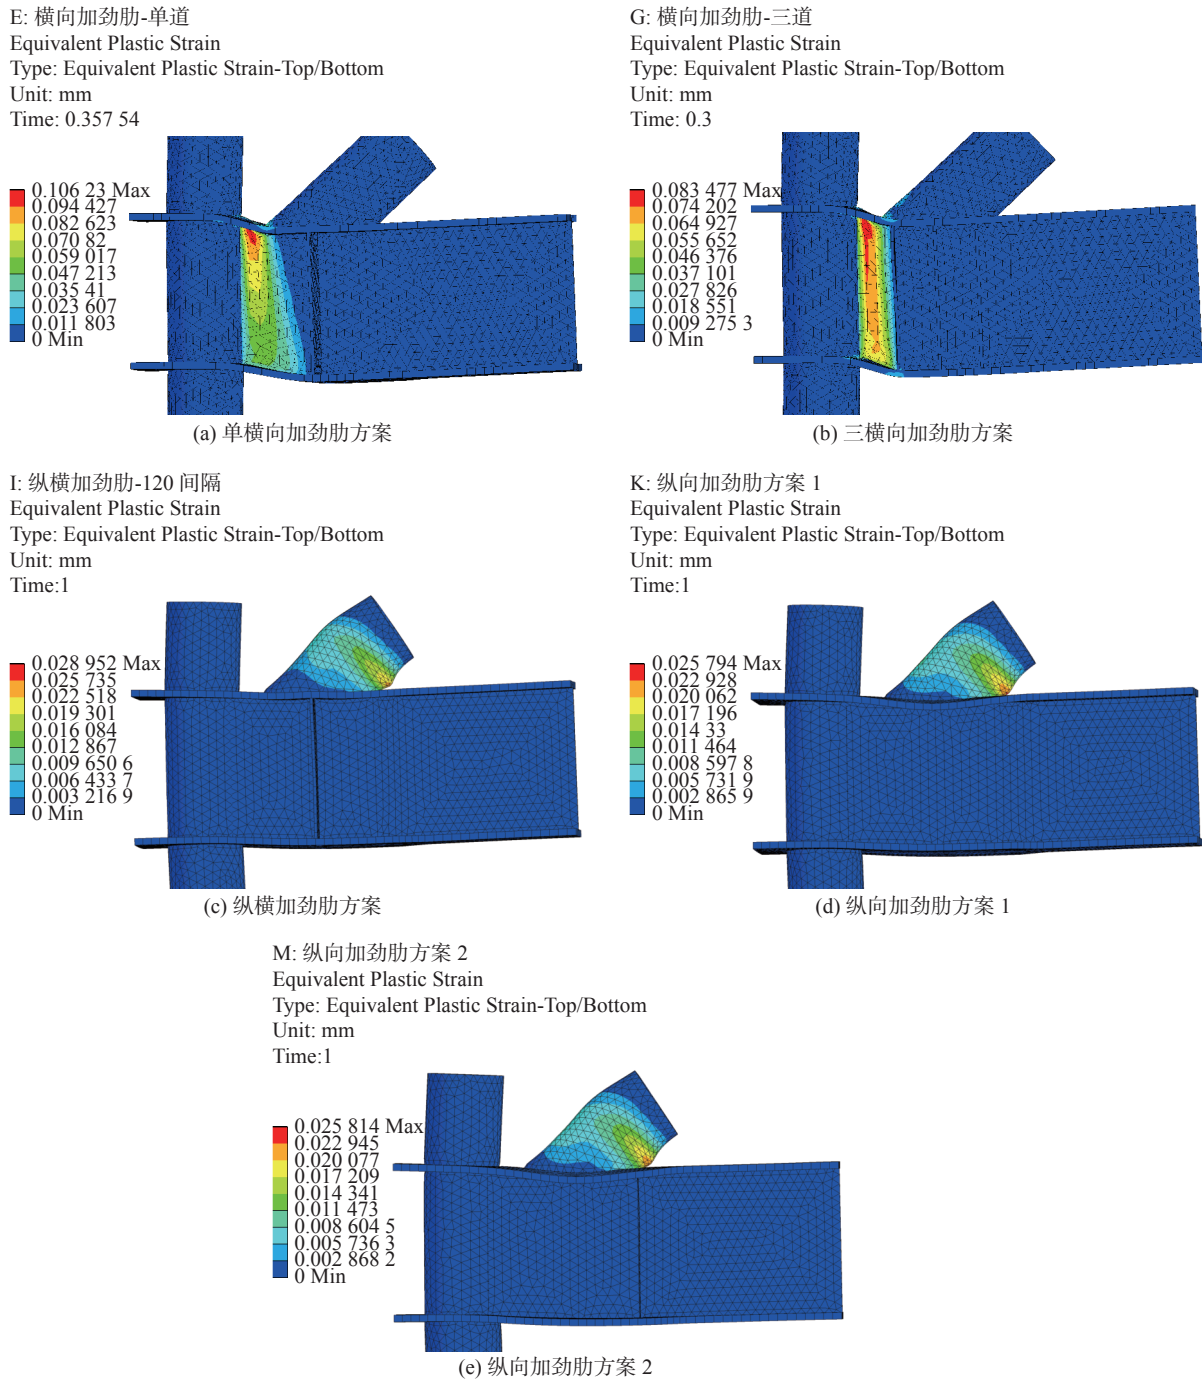 E: 横向加劲肋-单道
Equivalent Plastic Strain
Type: Equivalent Plastic Strain-Top/Bottom
Unit: mm
Time: 0.357 54
0.106 23 Max
0.094 427
0.082 623
0.070 82
0.059 017
0.047 213
0.035 41
0.023 607
0.011 803
0 Min
(a) 单横向加劲肋方案
G: 横向加劲肋-三道
Equivalent Plastic Strain
Type: Equivalent Plastic Strain-Top/Bottom
Unit: mm
Time: 0.3
0.083 477 Max
0.074 202
0.064 927
0.055 652
0.046 376
0.037 101
0.027 826
0.018 551
0.009 275 3
0 Min
(b) 三横向加劲肋方案
I: 纵横加劲肋-120 间隔
Equivalent Plastic Strain
Type: Equivalent Plastic Strain-Top/Bottom
Unit: mm
Time:1
0.028 952 Max
0.025 735
0.022 518
0.019 301
0.016 084
0.012 867
0.009 650 6
0.006 433 7
0.003 216 9
0 Min
(c) 纵横加劲肋方案
K: 纵向加劲肋方案 1
Equivalent Plastic Strain
Type: Equivalent Plastic Strain-Top/Bottom
Unit: mm
Time:1
0.025 794 Max
0.022 928
0.020 062
0.017 196
0.014 33
0.011 464
0.008 597 8
0.005 731 9
0.002 865 9
0 Min
(d) 纵向加劲肋方案 1
M: 纵向加劲肋方案 2
Equivalent Plastic Strain
Type: Equivalent Plastic Strain-Top/Bottom
Unit: mm
Time:1
0.025 814 Max
0.022 945
0.020 077
0.017 209
0.014 341
0.011 473
0.008 604 5
0.005 736 3
0.002 868 2
0 Min
(e) 纵向加劲肋方案 2